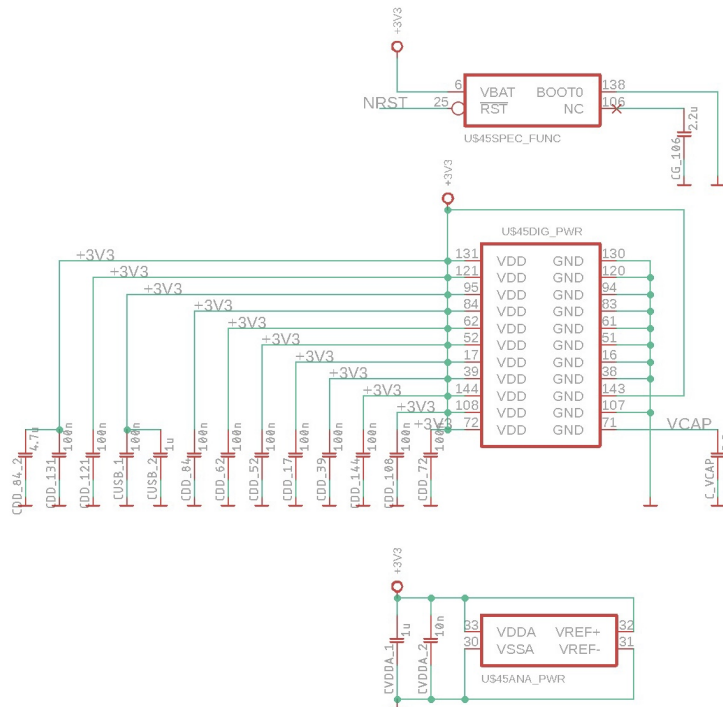 +3V3
6 VBAT BOOT0 138
NRST 25 RST NC 106
U$45SPEC_FUNC
2.2u
CG_106
+3V3
U$45DIG_PWR
+3V3 131 VDD GND 130
+3V3 121 VDD GND 120
+3V3 95 VDD GND 94
+3V3 84 VDD GND 83
+3V3 62 VDD GND 61
+3V3 52 VDD GND 51
+3V3 17 VDD GND 16
+3V3 39 VDD GND 38
+3V3 144 VDD GND 143
+3V3 108 VDD GND 107
+3V3 72 VDD GND 71 VCAP
CDD_84_2 4.7u
CDD_131 100n
CDD_121 100n
CUSB_1 100n
CUSB_2 1u
CDD_84 100n
CDD_62 100n
CDD_52 100n
CDD_17 100n
CDD_39 100n
CDD_144 100n
CDD_108 100n
CDD_72
C_VCAP
+3V3
33 VDDA VREF+ 32
30 VSSA VREF- 31
U$45ANA_PWR
CVDDA_1 1u
CVDDA_2 10n